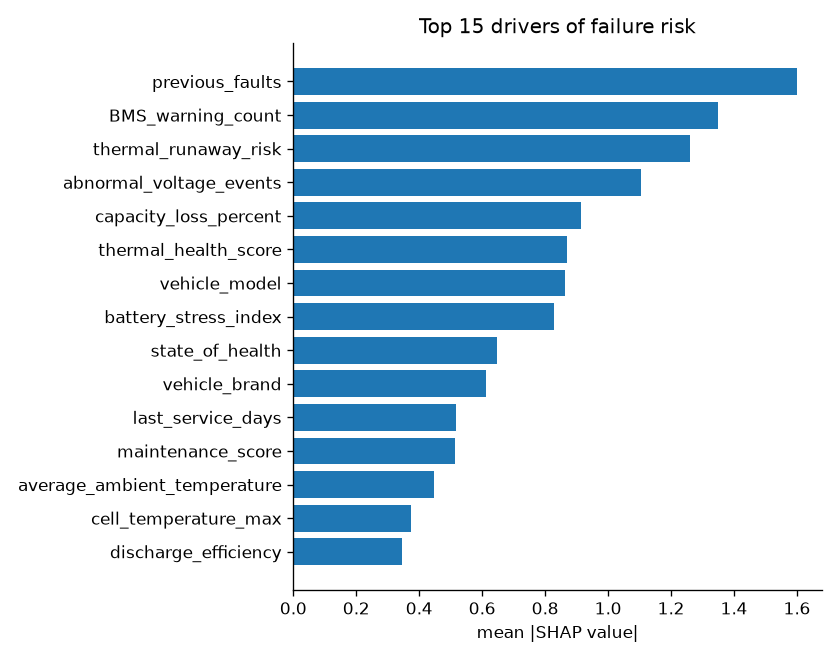 Top 15 drivers of failure risk
previous_faults
BMS_warning_count
thermal_runaway_risk
abnormal_voltage_events
capacity_loss_percent
thermal_health_score
vehicle_model
battery_stress_index
state_of_health
vehicle_brand
last_service_days
maintenance_score
average_ambient_temperature
cell_temperature_max
discharge_efficiency
0.0 0.2 0.4 0.6 0.8 1.0 1.2 1.4 1.6
mean |SHAP value|